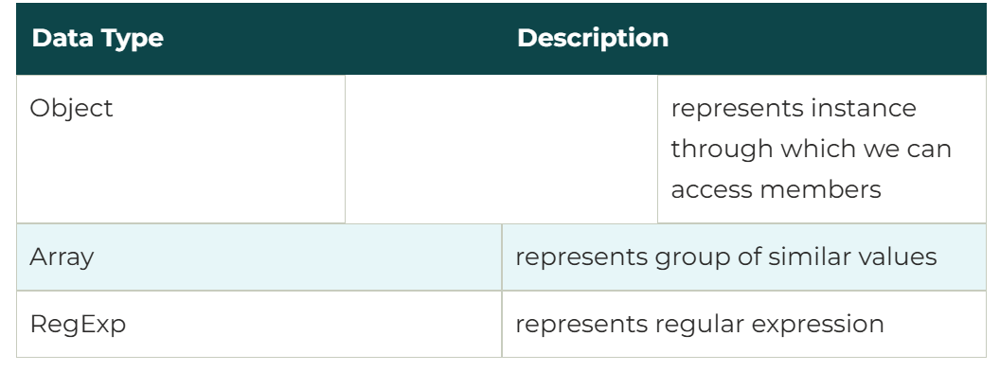 Data Type Description
Object represents instance
through which we can
access members
Array represents group of similar values
RegExp represents regular expression